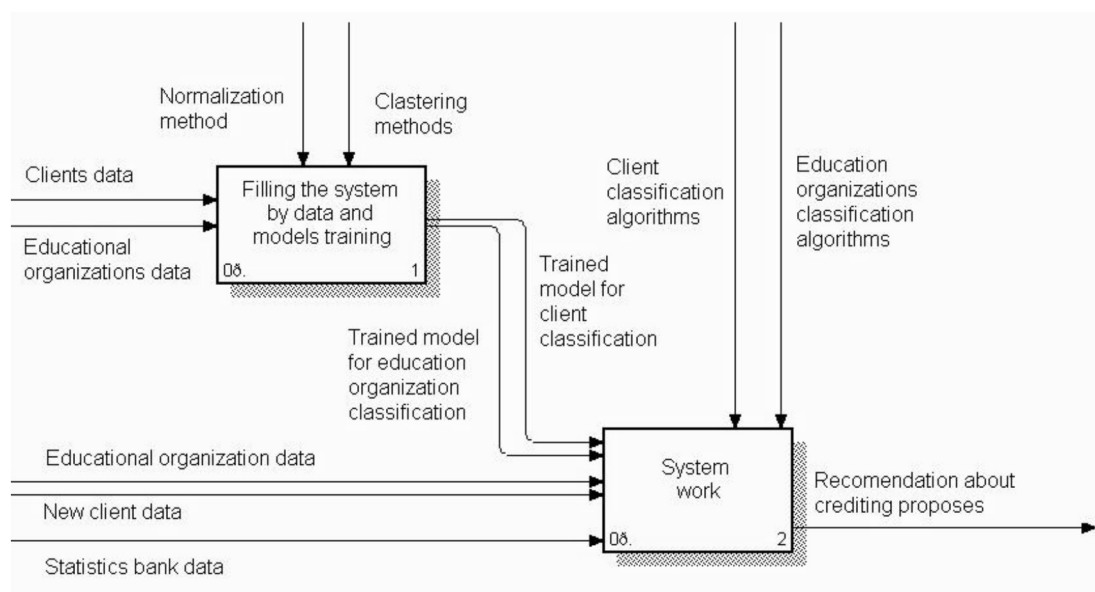 Normalization
method
Clastering
methods
Clients data
Educational
organizations data
Filling the system
by data and
models training
0ð.
1
Client
classification
algorithms
Education
organizations
classification
algorithms
Trained
model for
client
classification
Trained model
for education
organization
classification
Educational organization data
New client data
Statistics bank data
System
work
0ð.
2
Recomendation about
crediting proposes